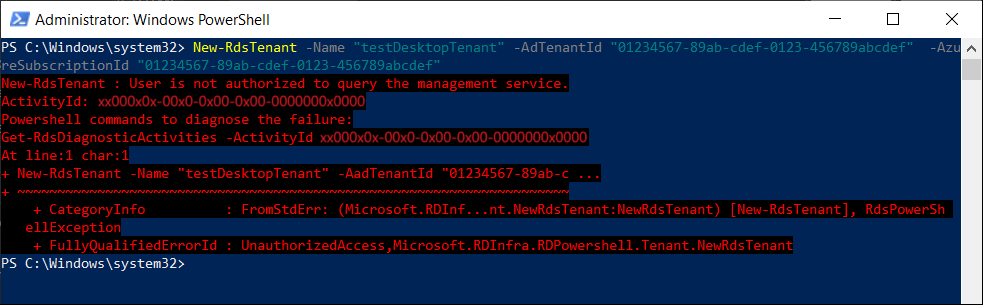 Administrator: Windows PowerShell
PS C:\Windows\system32> New-RdsTenant -Name "testDesktopTenant" -AdTenantId "01234567-89ab-cdef-0123-456789abcdef"  -Azu
reSubscriptionId "01234567-89ab-cdef-0123-456789abcdef"
New-RdsTenant : User is not authorized to query the management service.
ActivityId: xx000x0x-00x0-0x00-0x00-0000000x0000
Powershell commands to diagnose the failure:
Get-RdsDiagnosticActivities -ActivityId xx000x0x-00x0-0x00-0x00-0000000x0000
At line:1 char:1
+ New-RdsTenant -Name "testDesktopTenant" -AadTenantId "01234567-89ab-c ...
+ ~~~~~~~~~~~~~~~~~~~~~~~~~~~~~~~~~~~~~~~~~~~~~~~~~~~~~~~~~~~~~~~~~~~~~
+ CategoryInfo          : FromStdErr: (Microsoft.RDInf...nt.NewRdsTenant:NewRdsTenant) [New-RdsTenant], RdsPowerSh
ellException
+ FullyQualifiedErrorId : UnauthorizedAccess,Microsoft.RDInfra.RDPowershell.Tenant.NewRdsTenant
PS C:\Windows\system32>